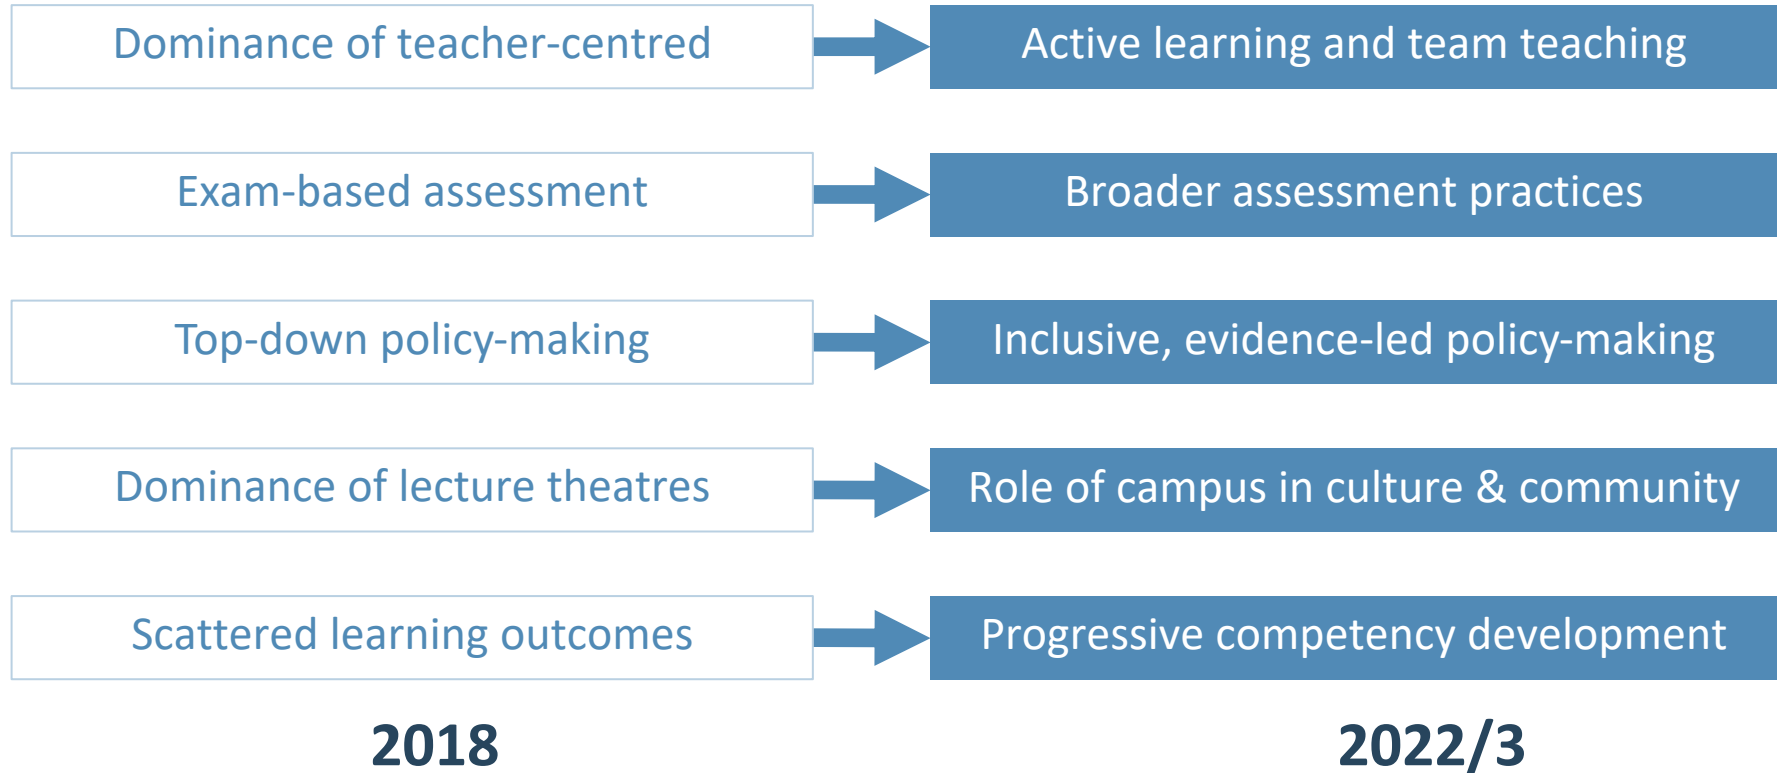 Dominance of teacher-centred
Active learning and team teaching
Exam-based assessment
Broader assessment practices
Top-down policy-making
Inclusive, evidence-led policy-making
Dominance of lecture theatres
Role of campus in culture & community
Scattered learning outcomes
Progressive competency development
2018
2022/3